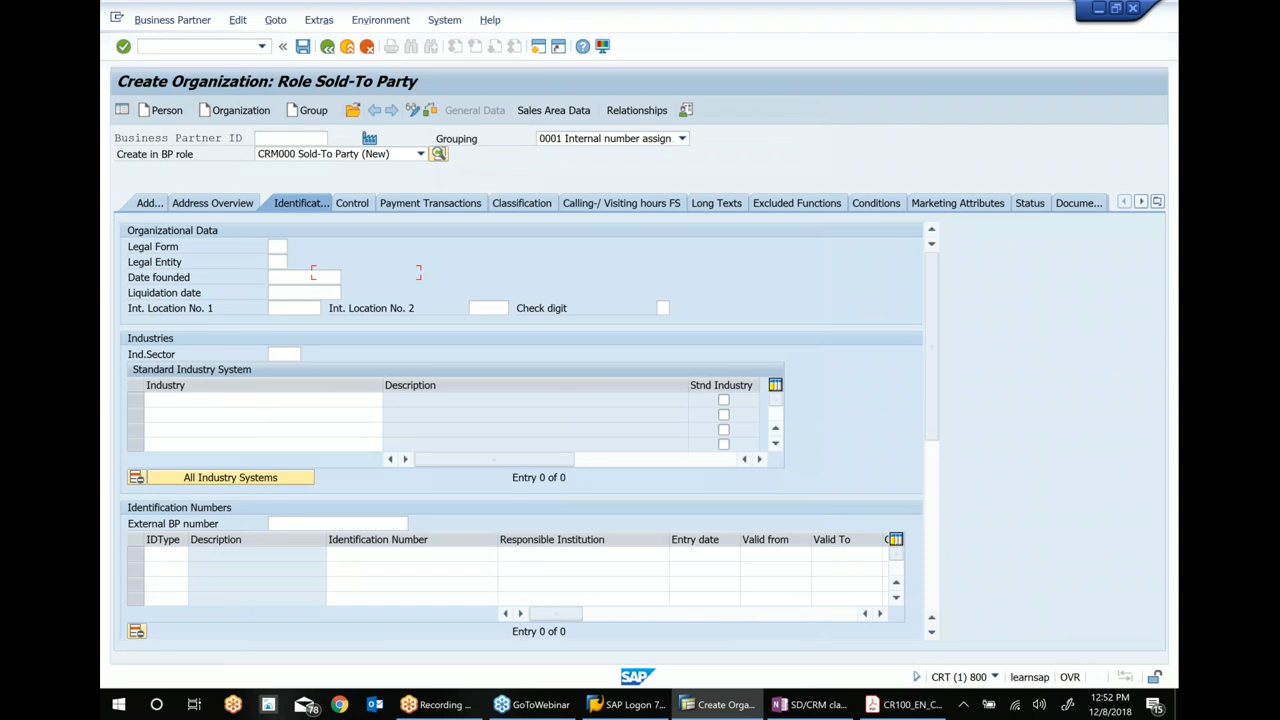 Business Partner Edit Goto Extras Environment System Help
Create Organization: Role Sold-To Party
Person Organization Group General Data Sales Area Data Relationships
Business Partner ID Grouping 0001 Internal number assign
Create in BP role CRM000 Sold-To Party (New)
Add... Address Overview Identificat... Control Payment Transactions Classification Calling-/ Visiting hours FS Long Texts Excluded Functions Conditions Marketing Attributes Status Docume...
Organizational Data
Legal Form
Legal Entity
Date founded
Liquidation date
Int. Location No. 1 Int. Location No. 2 Check digit
Industries
Ind.Sector
Standard Industry System
Industry Description Stnd Industry
All Industry Systems Entry 0 of 0
Identification Numbers
External BP number
IDType Description Identification Number Responsible Institution Entry date Valid from Valid To C
Entry 0 of 0
SAP CRT (1) 800 learnsap OVR
78 Recording ... GoToWebinar SAP Logon 7... Create Orga... SD/CRM cla... CR100_EN_C... 12:52 PM
12/8/2018 15